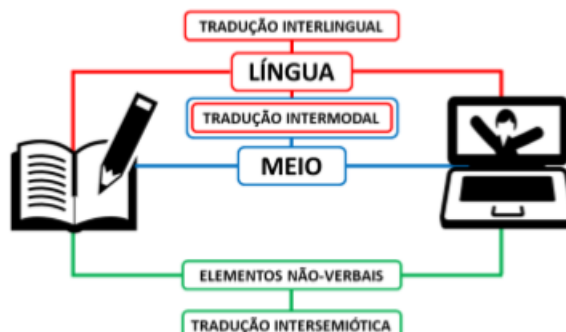 TRADUÇÃO INTERLINGUAL
LÍNGUA
TRADUÇÃO INTERMODAL
MEIO
ELEMENTOS NÃO-VERBAIS
TRADUÇÃO INTERSEMIÓTICA